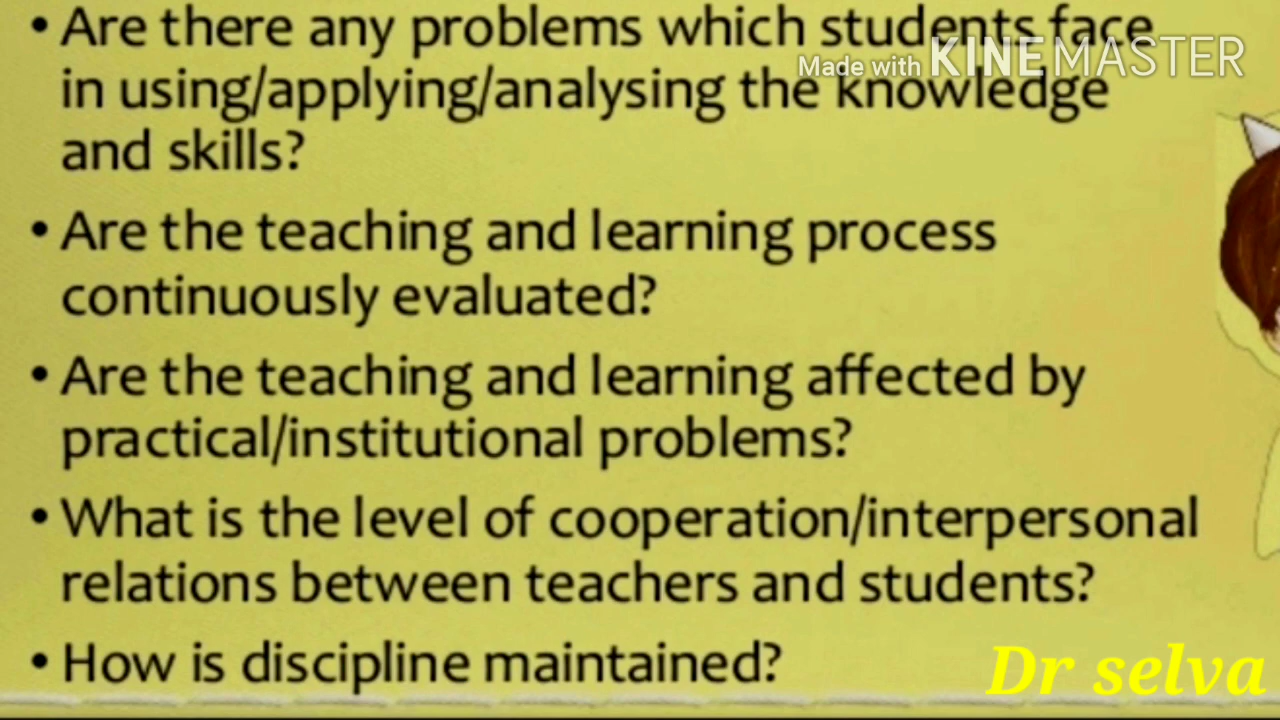 • Are there any problems which students face
Made with KINEMASTER
in using/applying/analysing the knowledge
and skills?
• Are the teaching and learning process
continuously evaluated?
• Are the teaching and learning affected by
practical/institutional problems?
• What is the level of cooperation/interpersonal
relations between teachers and students?
• How is discipline maintained?
Dr selva